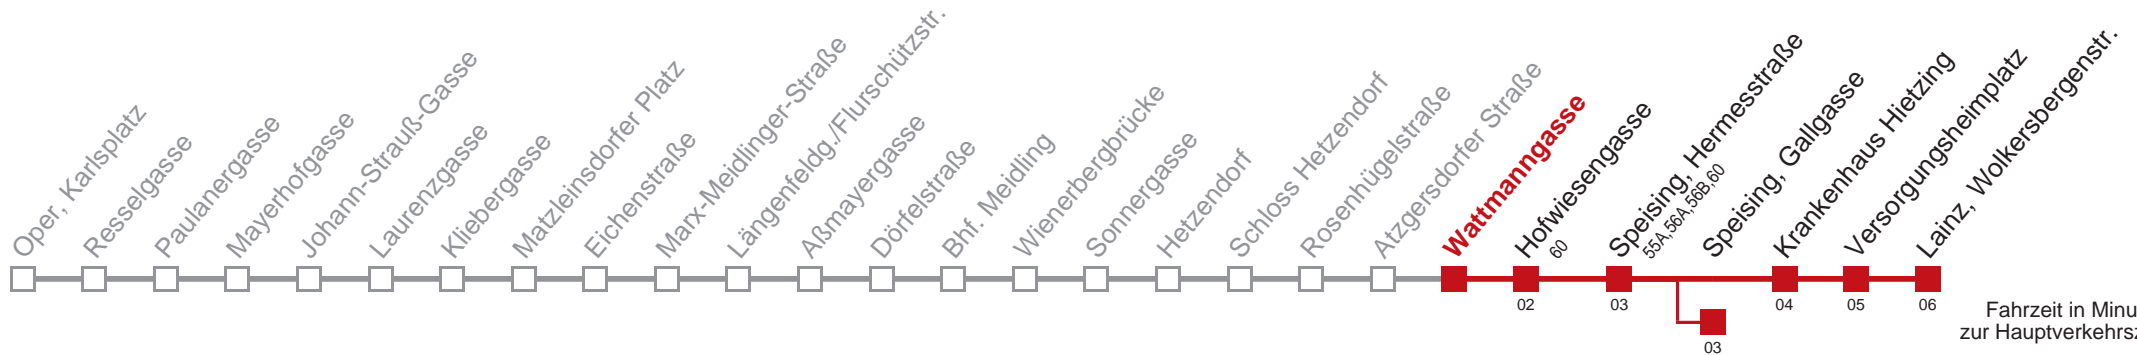 Oper, Karlsplatz
Resselgasse
Paulanergasse
Mayerhofgasse
Johann-Strauß-Gasse
Laurenzgasse
Kliebergasse
Matzleinsdorfer Platz
Eichenstraße
Marx-Meidlinger-Straße
Längenfeldg./Flurschützstr.
Aßmayergasse
Dörfelstraße
Bhf. Meidling
Wienerbergbrücke
Sonnergasse
Hetzendorf
Schloss Hetzendorf
Rosenhügelstraße
Atzgersdorfer Straße
Wattmanngasse
Hofwiesengasse
60
Speising, Hermesstraße
55A,56A,56B,60
Speising, Gallgasse
Krankenhaus Hietzing
Versorgungsheimplatz
Lainz, Wolkersbergenstr.
02
03
04
05
06
03
Fahrzeit in Minu
zur Hauptverkehrsz